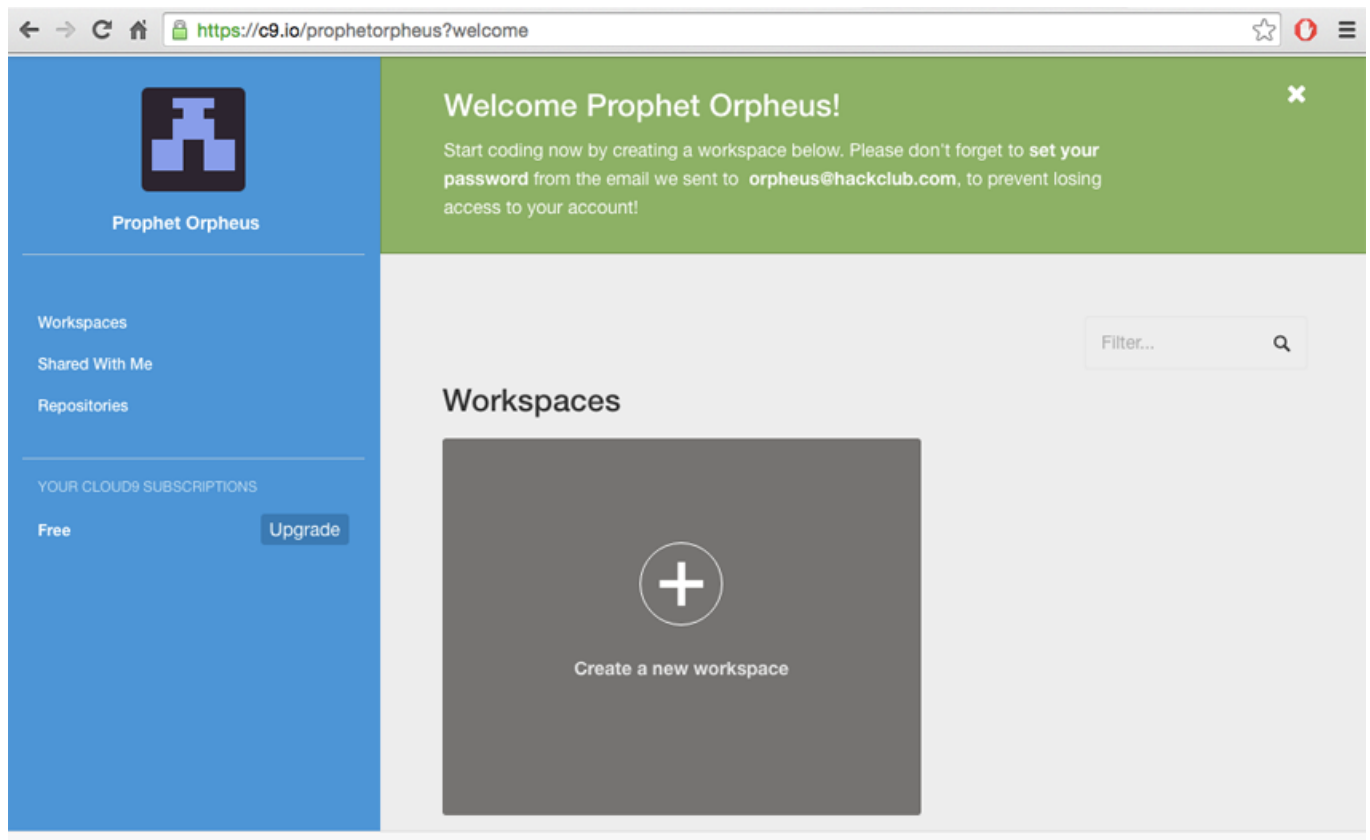 https://c9.io/prophetorpheus?welcome
Prophet Orpheus
Workspaces
Shared With Me
Repositories
YOUR CLOUD9 SUBSCRIPTIONS
Free
Upgrade
Welcome Prophet Orpheus!
Start coding now by creating a workspace below. Please don't forget to set your
password from the email we sent to orpheus@hackclub.com, to prevent losing
access to your account!
Filter...
Workspaces
Create a new workspace